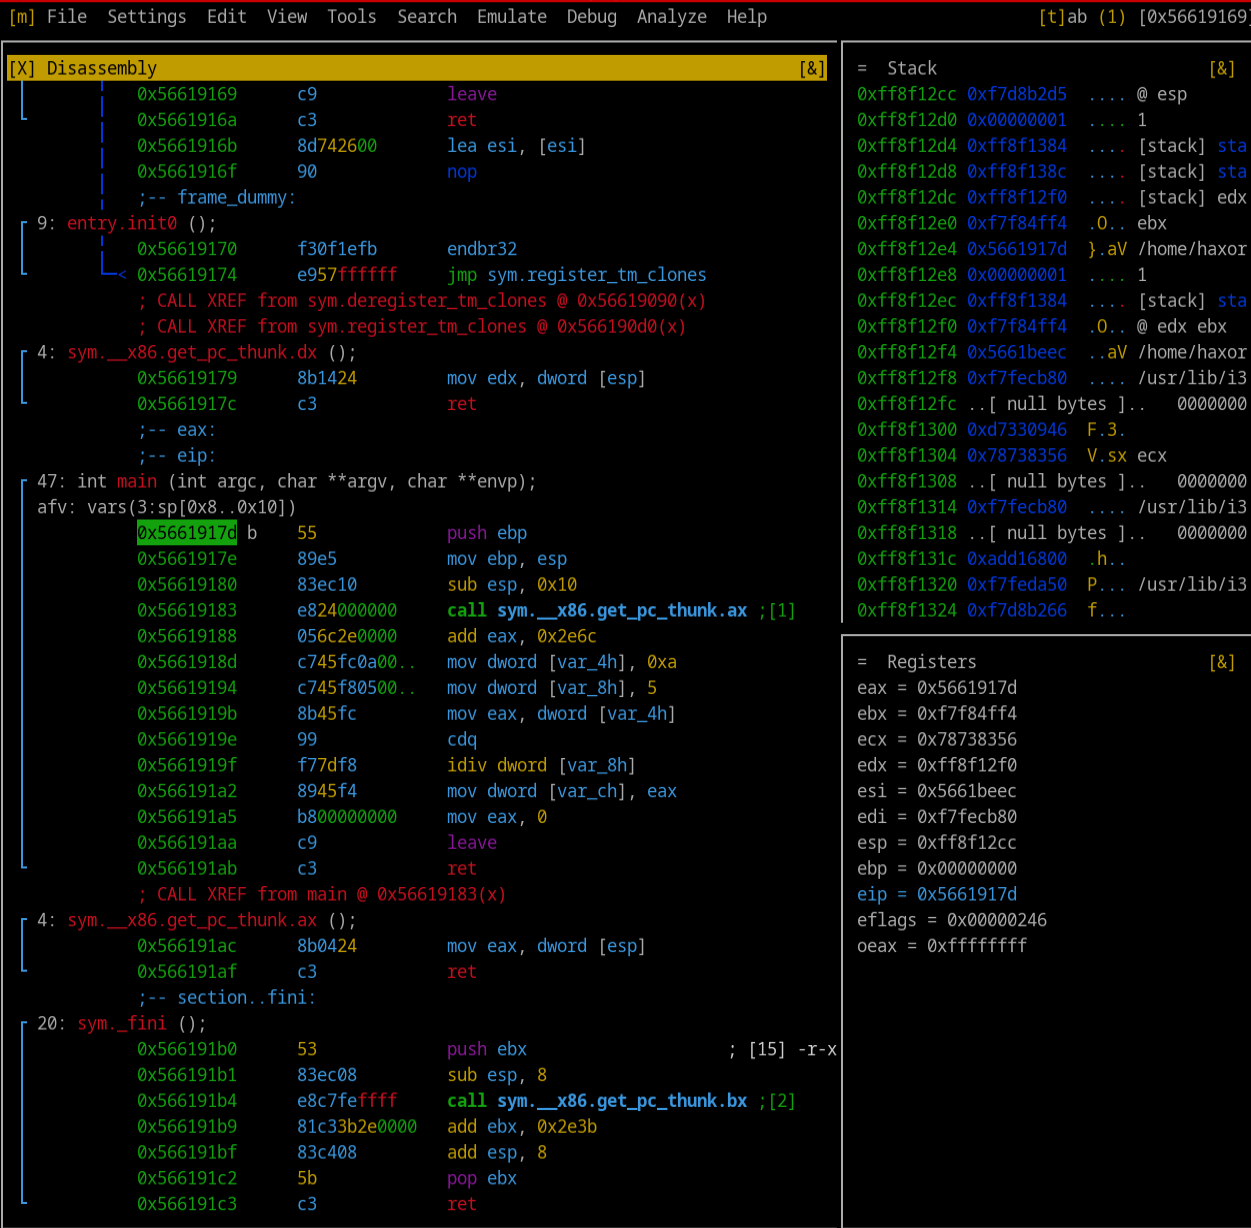 [m] File Settings Edit View Tools Search Emulate Debug Analyze Help [t]ab (1) [0x56619169]
[X] Disassembly [&]
0x56619169 c9 leave
0x5661916a c3 ret
0x5661916b 8d742600 lea esi, [esi]
0x5661916f 90 nop
;-- frame_dummy:
9: entry.init0 ();
0x56619170 f30f1efb endbr32
< 0x56619174 e957ffffff jmp sym.register_tm_clones
; CALL XREF from sym.deregister_tm_clones @ 0x56619090(x)
; CALL XREF from sym.register_tm_clones @ 0x566190d0(x)
4: sym.__x86.get_pc_thunk.dx ();
0x56619179 8b1424 mov edx, dword [esp]
0x5661917c c3 ret
;-- eax:
;-- eip:
47: int main (int argc, char **argv, char **envp);
afv: vars(3:sp[0x8..0x10])
0x5661917d b 55 push ebp
0x5661917e 89e5 mov ebp, esp
0x56619180 83ec10 sub esp, 0x10
0x56619183 e824000000 call sym.__x86.get_pc_thunk.ax ;[1]
0x56619188 056c2e0000 add eax, 0x2e6c
0x5661918d c745fc0a00.. mov dword [var_4h], 0xa
0x56619194 c745f80500.. mov dword [var_8h], 5
0x5661919b 8b45fc mov eax, dword [var_4h]
0x5661919e 99 cdq
0x5661919f f77df8 idiv dword [var_8h]
0x566191a2 8945f4 mov dword [var_ch], eax
0x566191a5 b800000000 mov eax, 0
0x566191aa c9 leave
0x566191ab c3 ret
; CALL XREF from main @ 0x56619183(x)
4: sym.__x86.get_pc_thunk.ax ();
0x566191ac 8b0424 mov eax, dword [esp]
0x566191af c3 ret
;-- section..fini:
20: sym._fini ();
0x566191b0 53 push ebx ; [15] -r-x
0x566191b1 83ec08 sub esp, 8
0x566191b4 e8c7feffff call sym.__x86.get_pc_thunk.bx ;[2]
0x566191b9 81c33b2e0000 add ebx, 0x2e3b
0x566191bf 83c408 add esp, 8
0x566191c2 5b pop ebx
0x566191c3 c3 ret
= Stack [&]
0xff8f12cc 0xf7d8b2d5 .... @ esp
0xff8f12d0 0x00000001 .... 1
0xff8f12d4 0xff8f1384 .... [stack] sta
0xff8f12d8 0xff8f138c .... [stack] sta
0xff8f12dc 0xff8f12f0 .... [stack] edx
0xff8f12e0 0xf7f84ff4 .O.. ebx
0xff8f12e4 0x5661917d }.aV /home/haxor
0xff8f12e8 0x00000001 .... 1
0xff8f12ec 0xff8f1384 .... [stack] sta
0xff8f12f0 0xf7f84ff4 .O.. @ edx ebx
0xff8f12f4 0x5661beec ..aV /home/haxor
0xff8f12f8 0xf7fecb80 .... /usr/lib/i3
0xff8f12fc ..[ null bytes ].. 0000000
0xff8f1300 0xd7330946 F.3.
0xff8f1304 0x78738356 V.sx ecx
0xff8f1308 ..[ null bytes ].. 0000000
0xff8f1314 0xf7fecb80 .... /usr/lib/i3
0xff8f1318 ..[ null bytes ].. 0000000
0xff8f131c 0xadd16800 .h..
0xff8f1320 0xf7feda50 P... /usr/lib/i3
0xff8f1324 0xf7d8b266 f...
= Registers [&]
eax = 0x5661917d
ebx = 0xf7f84ff4
ecx = 0x78738356
edx = 0xff8f12f0
esi = 0x5661beec
edi = 0xf7fecb80
esp = 0xff8f12cc
ebp = 0x00000000
eip = 0x5661917d
eflags = 0x00000246
oeax = 0xffffffff